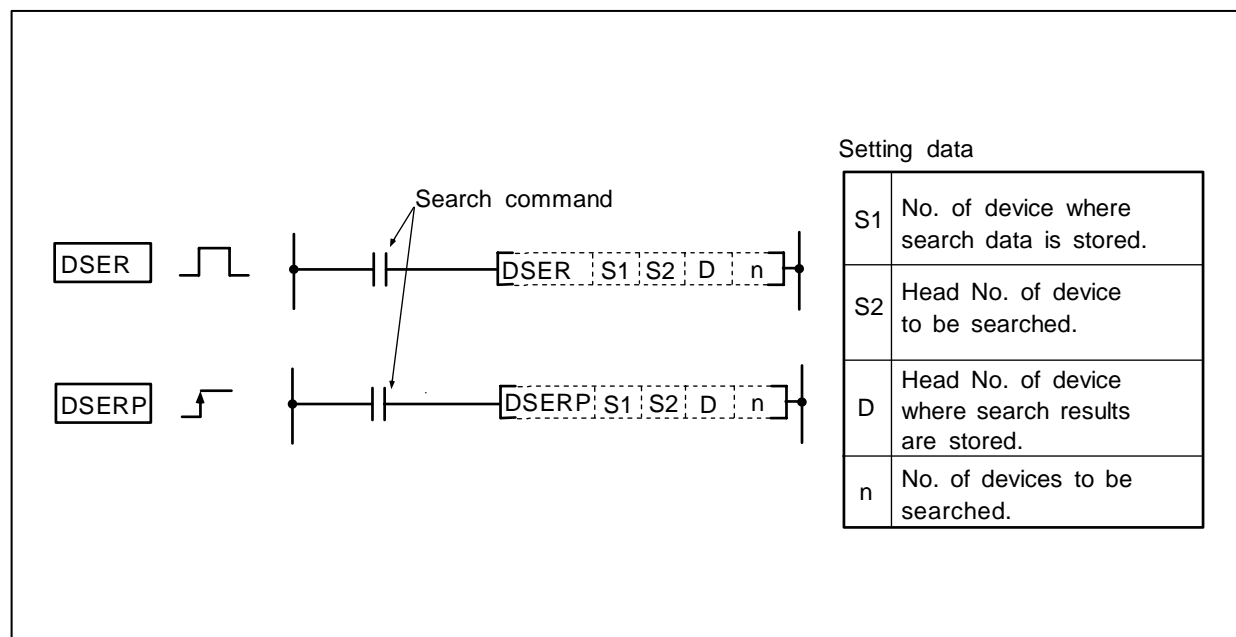 Setting data
Search command
DSER
DSER S1 S2 D n
DSERP
DSERP S1 S2 D n
S1 No. of device where
search data is stored.
S2 Head No. of device
to be searched.
D Head No. of device
where search results
are stored.
n No. of devices to be
searched.